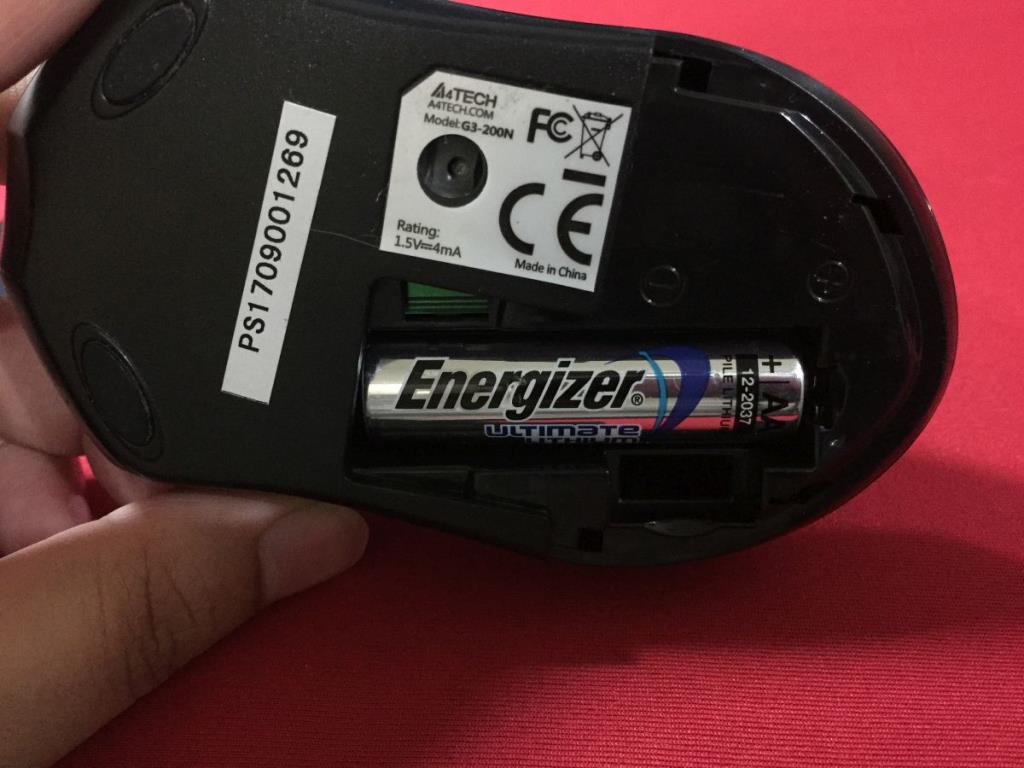 A4TECH
A4TECH.COM
Model:G3-200N
FC
CE
Rating:
1.5V⎓4mA
Made in China
PS1709001269
Energizer®
ULTIMATE
LITHIUM
+ AA
12-2037
PILE LITHIUM
- +